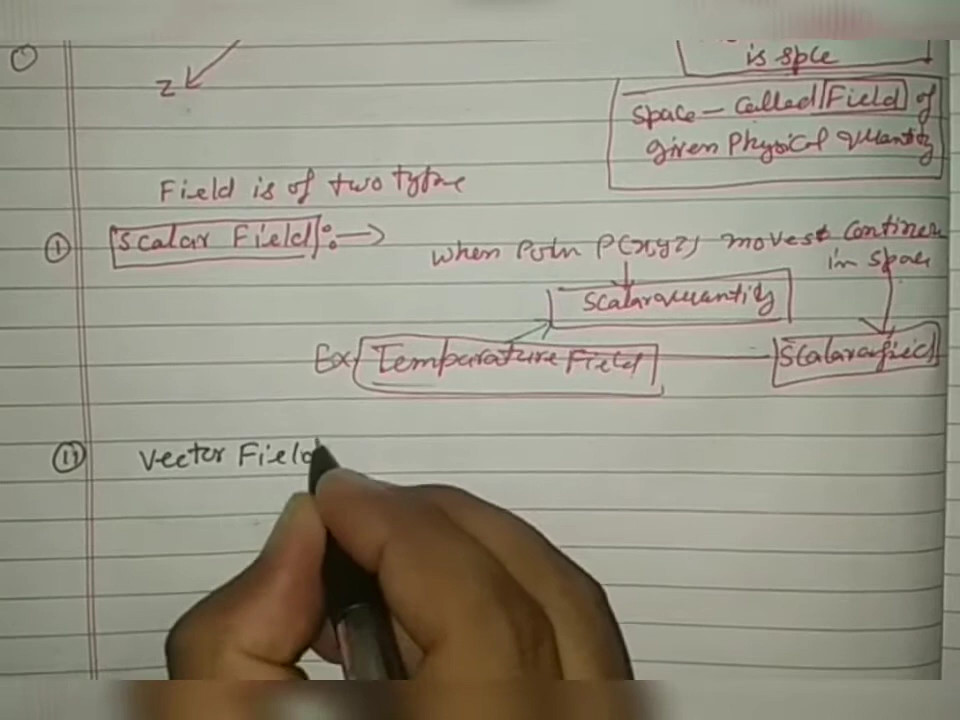 is spce
space - called Field of
given Physical quantity
z
Field is of two type
① Scalar Field :→
when Potn P(x,y,z) moves continue
in space
Scalar quantity
Ex Temperature Field
Scalar field
(ii) Vector Field